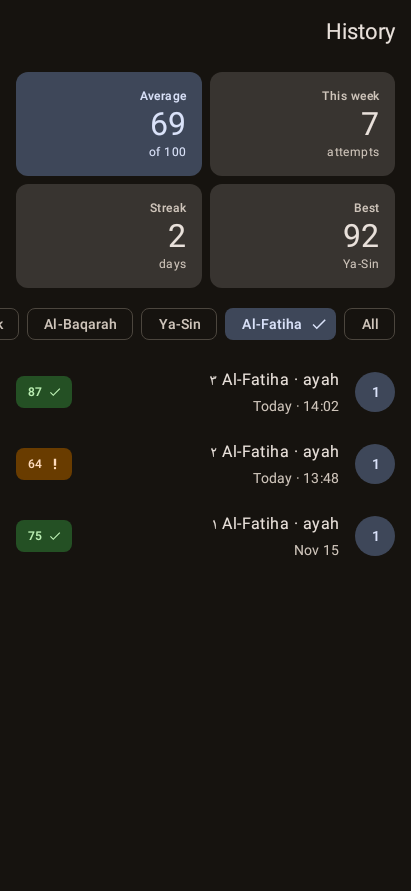 History
This week
7
attempts
Average
69
of 100
Best
92
Ya-Sin
Streak
2
days
All
Al-Fatiha
Ya-Sin
Al-Baqarah
1
Al-Fatiha · ayah ٣
Today · 14:02
87
1
Al-Fatiha · ayah ٢
Today · 13:48
64 !
1
Al-Fatiha · ayah ١
Nov 15
75